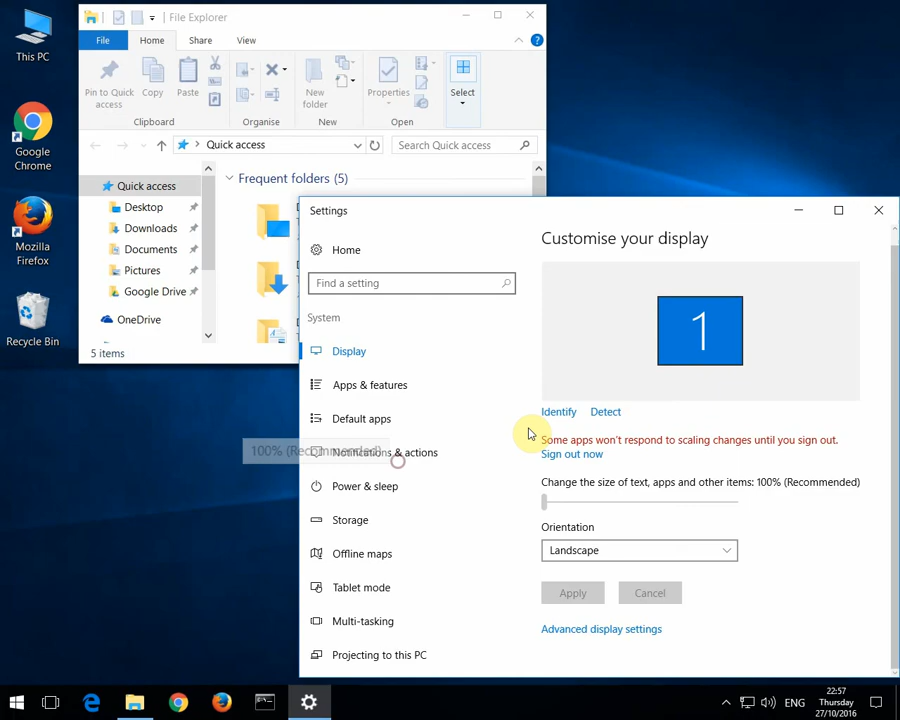 This PC
Google
Chrome
Mozilla
Firefox
Recycle Bin
File Explorer
File
Home
Share
View
Pin to Quick
access
Copy
Paste
New
folder
Properties
Select
Clipboard
Organise
New
Open
Quick access
Search Quick access
Quick access
Desktop
Downloads
Documents
Pictures
Google Drive
OneDrive
Frequent folders (5)
5 items
Settings
Home
Find a setting
System
Display
Apps & features
Default apps
100% (Recommended)
Notifications & actions
Power & sleep
Storage
Offline maps
Tablet mode
Multi-tasking
Projecting to this PC
Customise your display
1
Identify
Detect
Some apps won't respond to scaling changes until you sign out.
Sign out now
Change the size of text, apps and other items: 100% (Recommended)
Orientation
Landscape
Apply
Cancel
Advanced display settings
ENG
22:57
Thursday
27/10/2016